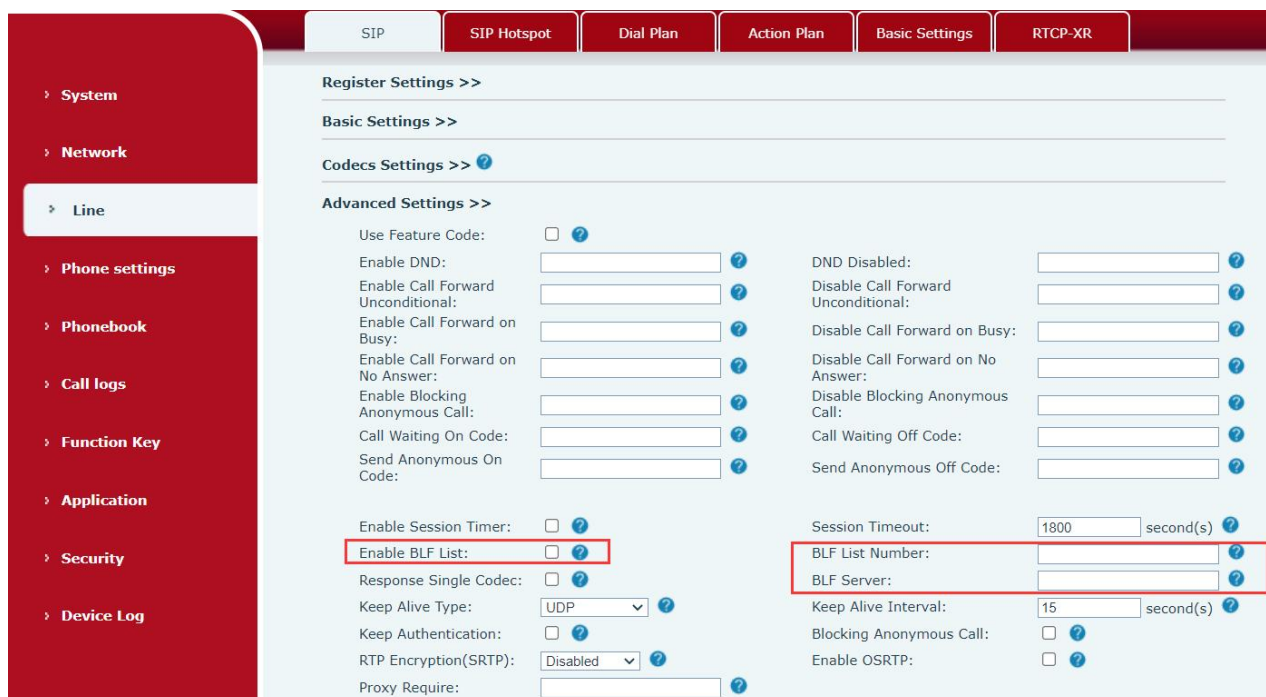 SIP
SIP Hotspot
Dial Plan
Action Plan
Basic Settings
RTCP-XR
System
Network
Line
Phone settings
Phonebook
Call logs
Function Key
Application
Security
Device Log
Register Settings >>
Basic Settings >>
Codecs Settings >> ?
Advanced Settings >>
Use Feature Code: ?
Enable DND: ? DND Disabled: ?
Enable Call Forward
Unconditional: ? Disable Call Forward
Unconditional: ?
Enable Call Forward on
Busy: ? Disable Call Forward on Busy: ?
Enable Call Forward on
No Answer: ? Disable Call Forward on No
Answer: ?
Enable Blocking
Anonymous Call: ? Disable Blocking Anonymous
Call: ?
Call Waiting On Code: ? Call Waiting Off Code: ?
Send Anonymous On
Code: ? Send Anonymous Off Code: ?
Enable Session Timer: ? Session Timeout: 1800 second(s) ?
Enable BLF List: ? BLF List Number: ?
Response Single Codec: ? BLF Server: ?
Keep Alive Type: UDP ? Keep Alive Interval: 15 second(s) ?
Keep Authentication: ? Blocking Anonymous Call: ?
RTP Encryption(SRTP): Disabled ? Enable OSRTP: ?
Proxy Require: ?